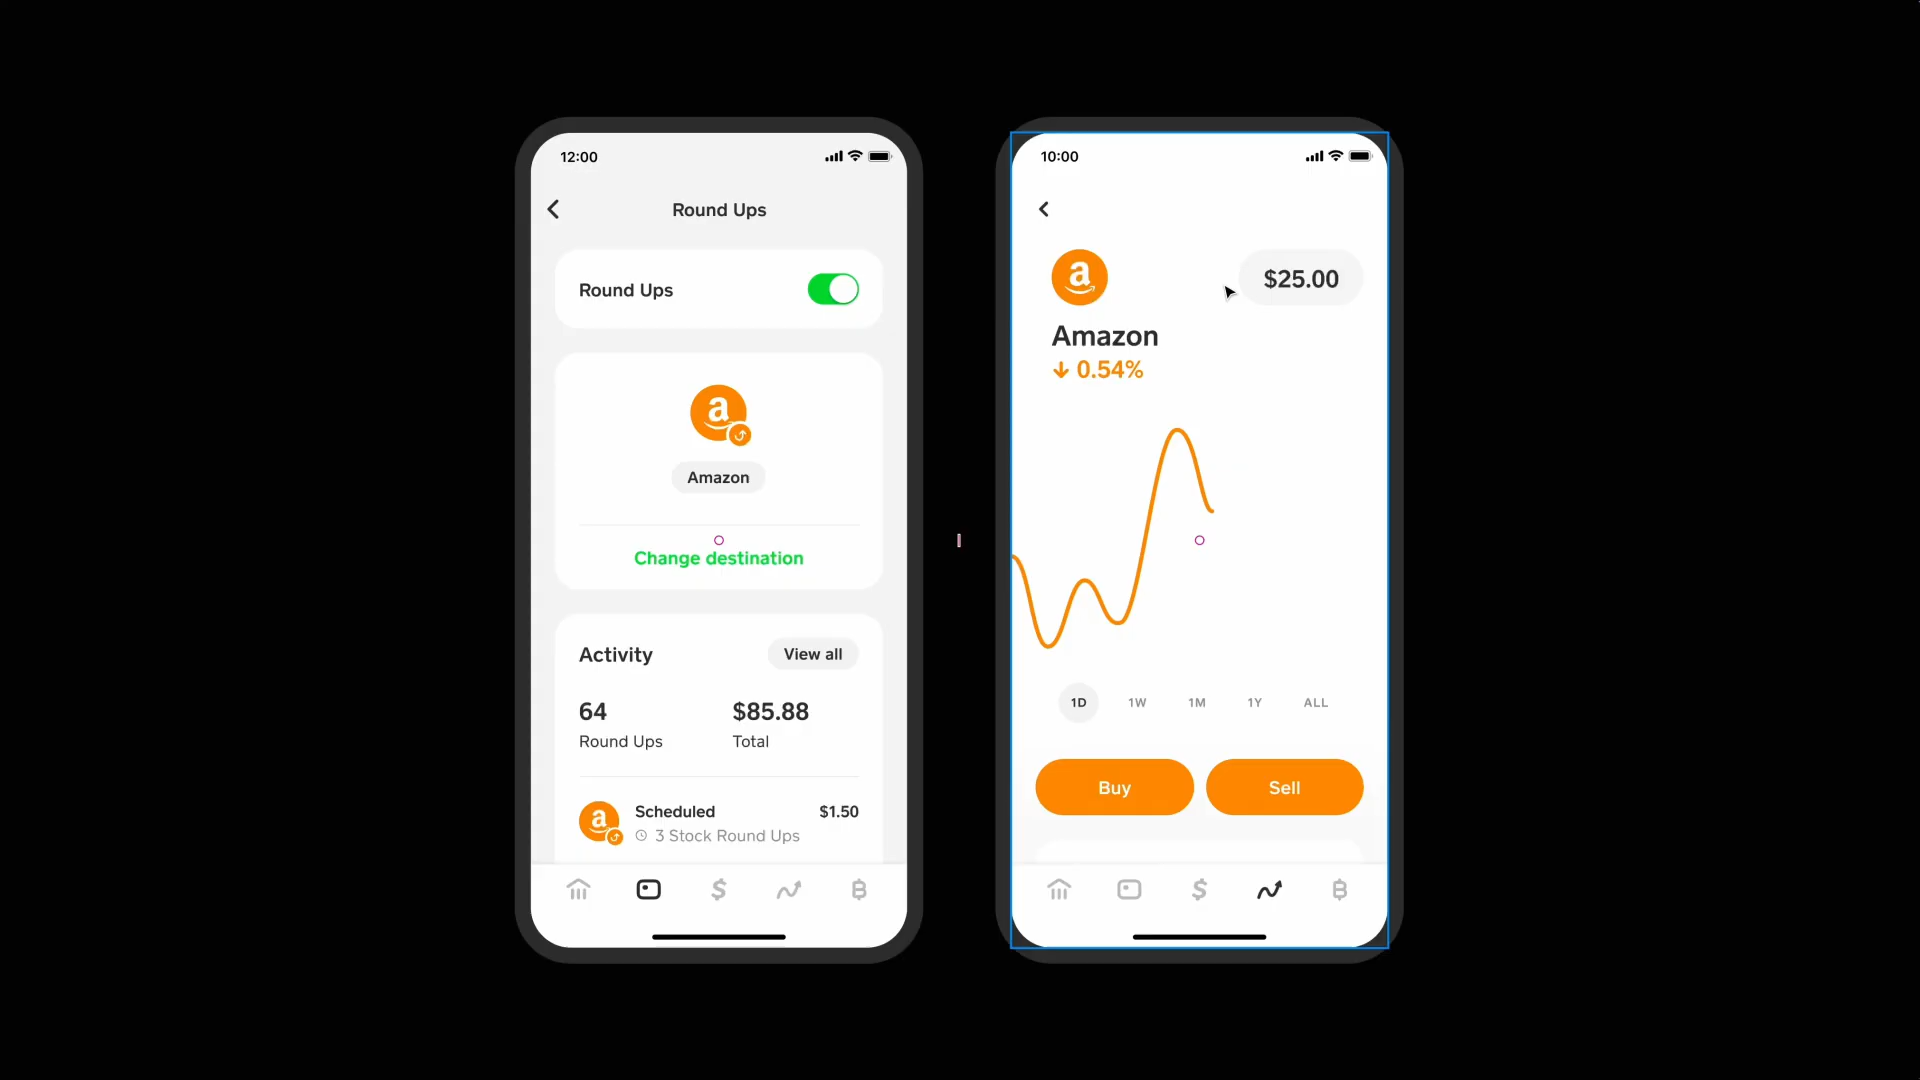 12:00
Round Ups
Round Ups
a
Amazon
Change destination
Activity
View all
64
$85.88
Round Ups
Total
a
Scheduled
$1.50
3 Stock Round Ups
10:00
a
$25.00
Amazon
↓ 0.54%
1D 1W 1M 1Y ALL
Buy
Sell